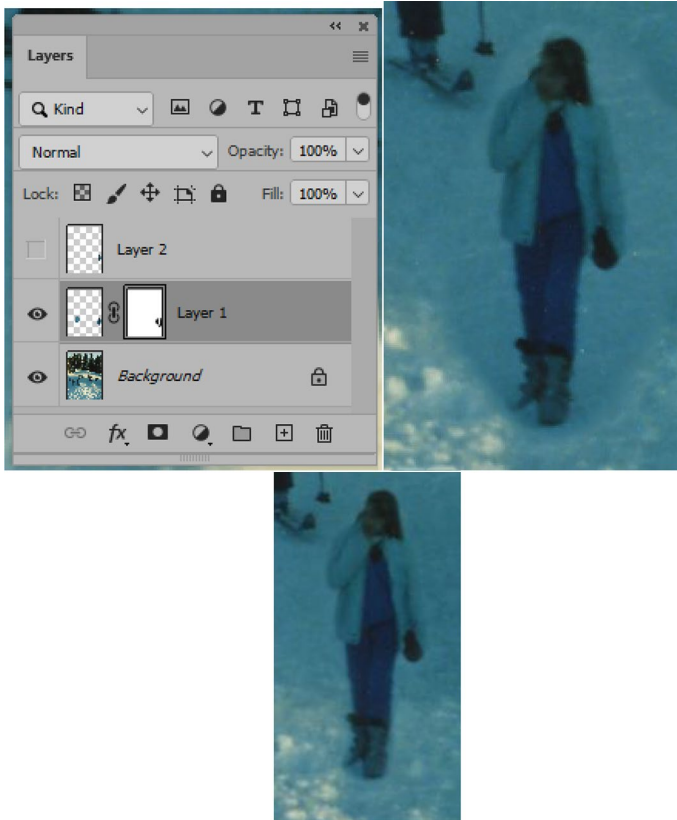 Layers
Kind
Normal
Opacity: 100%
Lock:
Fill: 100%
Layer 2
Layer 1
Background
fx